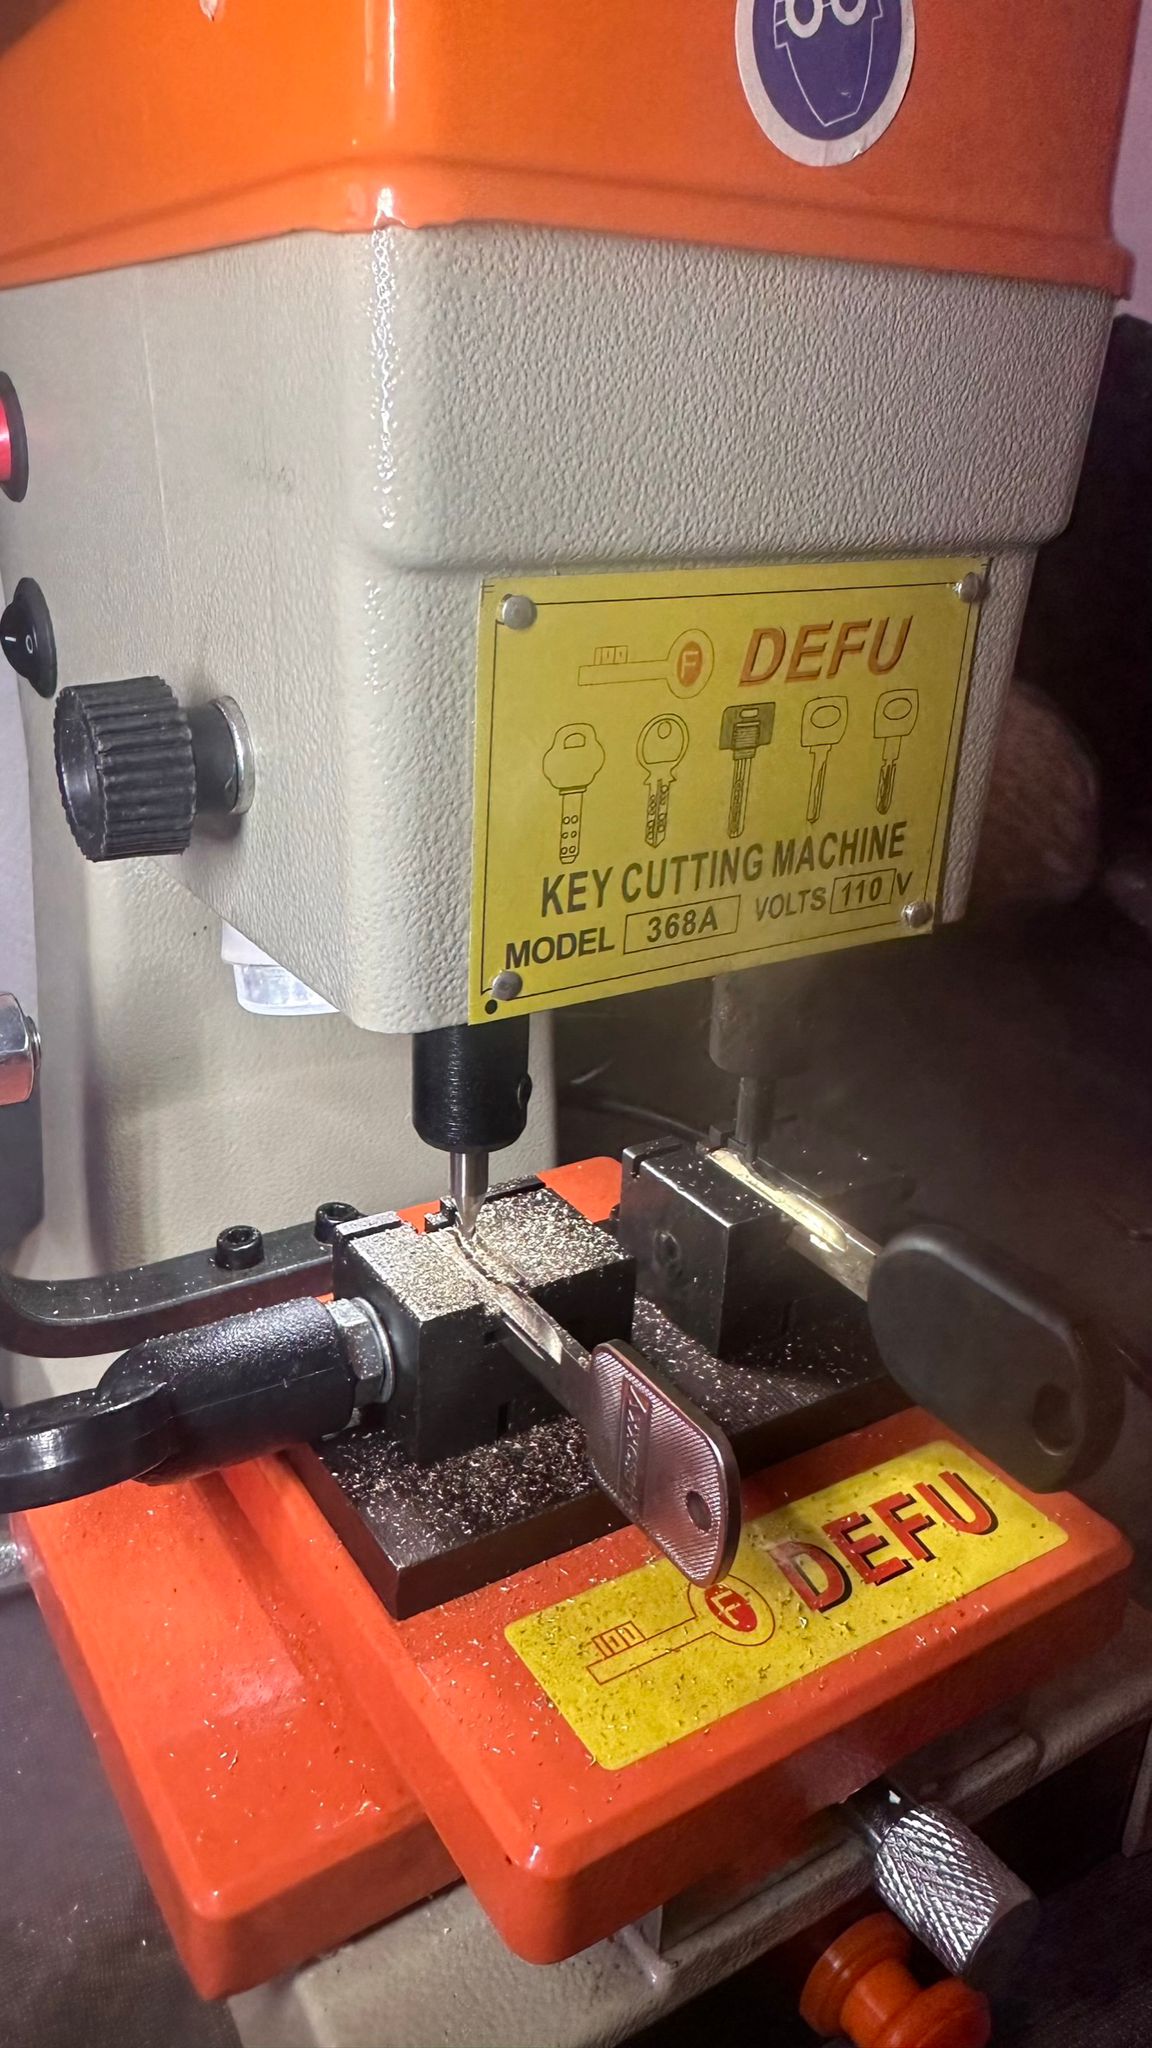 F DEFU
KEY CUTTING MACHINE
MODEL 368A VOLTS 110 V
F DEFU